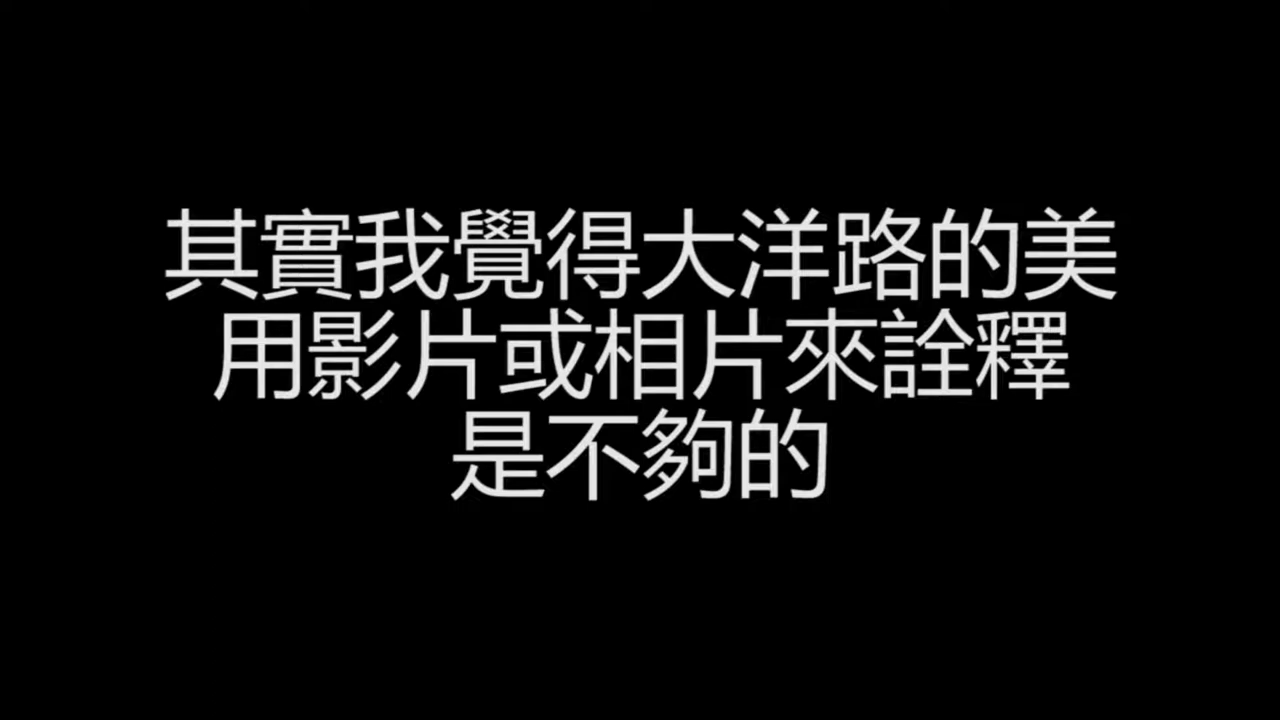 其實我覺得大洋路的美
用影片或相片來詮釋
是不夠的